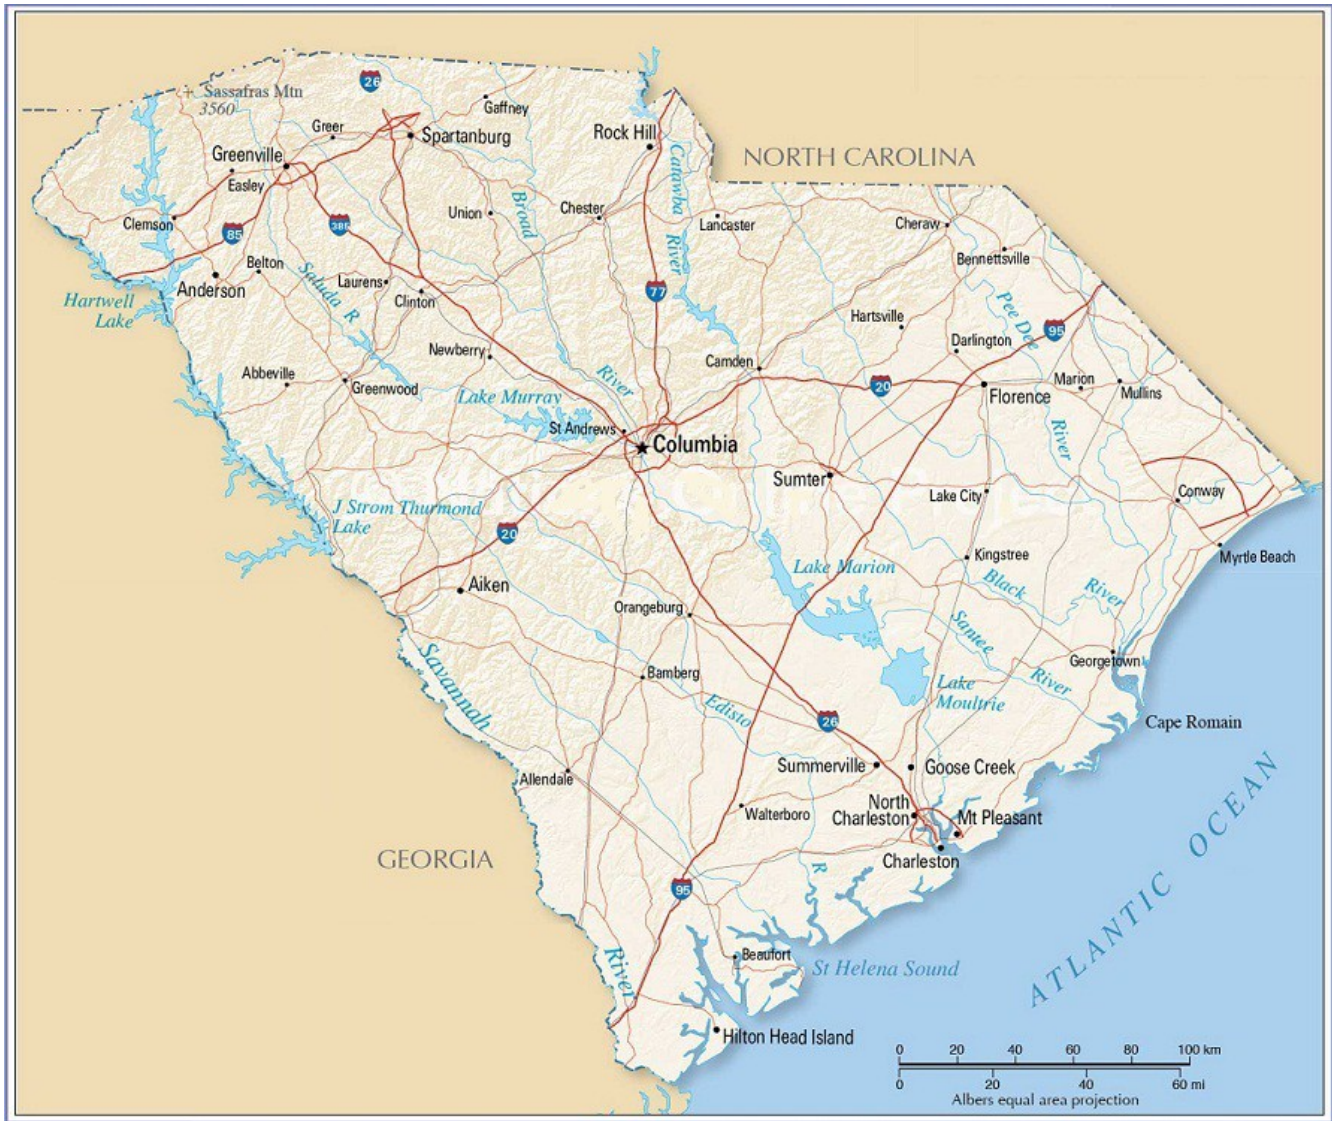 26
Sassafras Mtn
3560
Gaffney
Greer
Spartanburg
Rock Hill
Greenville
NORTH CAROLINA
Easley
Catawba
River
Broad
River
Union
Chester
Lancaster
Cheraw
Clemson
85
385
Bennettsville
Belton
Laurens
Clinton
Saluda R
77
Anderson
Hartwell
Lake
Hartsville
Pee Dee
River
95
Darlington
Newberry
Camden
Abbeville
Greenwood
20
Florence
Marion
Mullins
Lake Murray
St Andrews
Columbia
Sumter
Lake City
Conway
J Strom Thurmond
Lake
20
Kingstree
Myrtle Beach
Lake Marion
Aiken
Black
River
Orangeburg
Santee
River
Georgetown
Savannah
River
Bamberg
Lake
Moultrie
Edisto
R
26
Cape Romain
Summerville
Goose Creek
Allendale
North
Charleston
Mt Pleasant
Walterboro
Charleston
GEORGIA
95
ATLANTIC OCEAN
Beaufort
St Helena Sound
Hilton Head Island
0 20 40 60 80 100 km
0 20 40 60 mi
Albers equal area projection